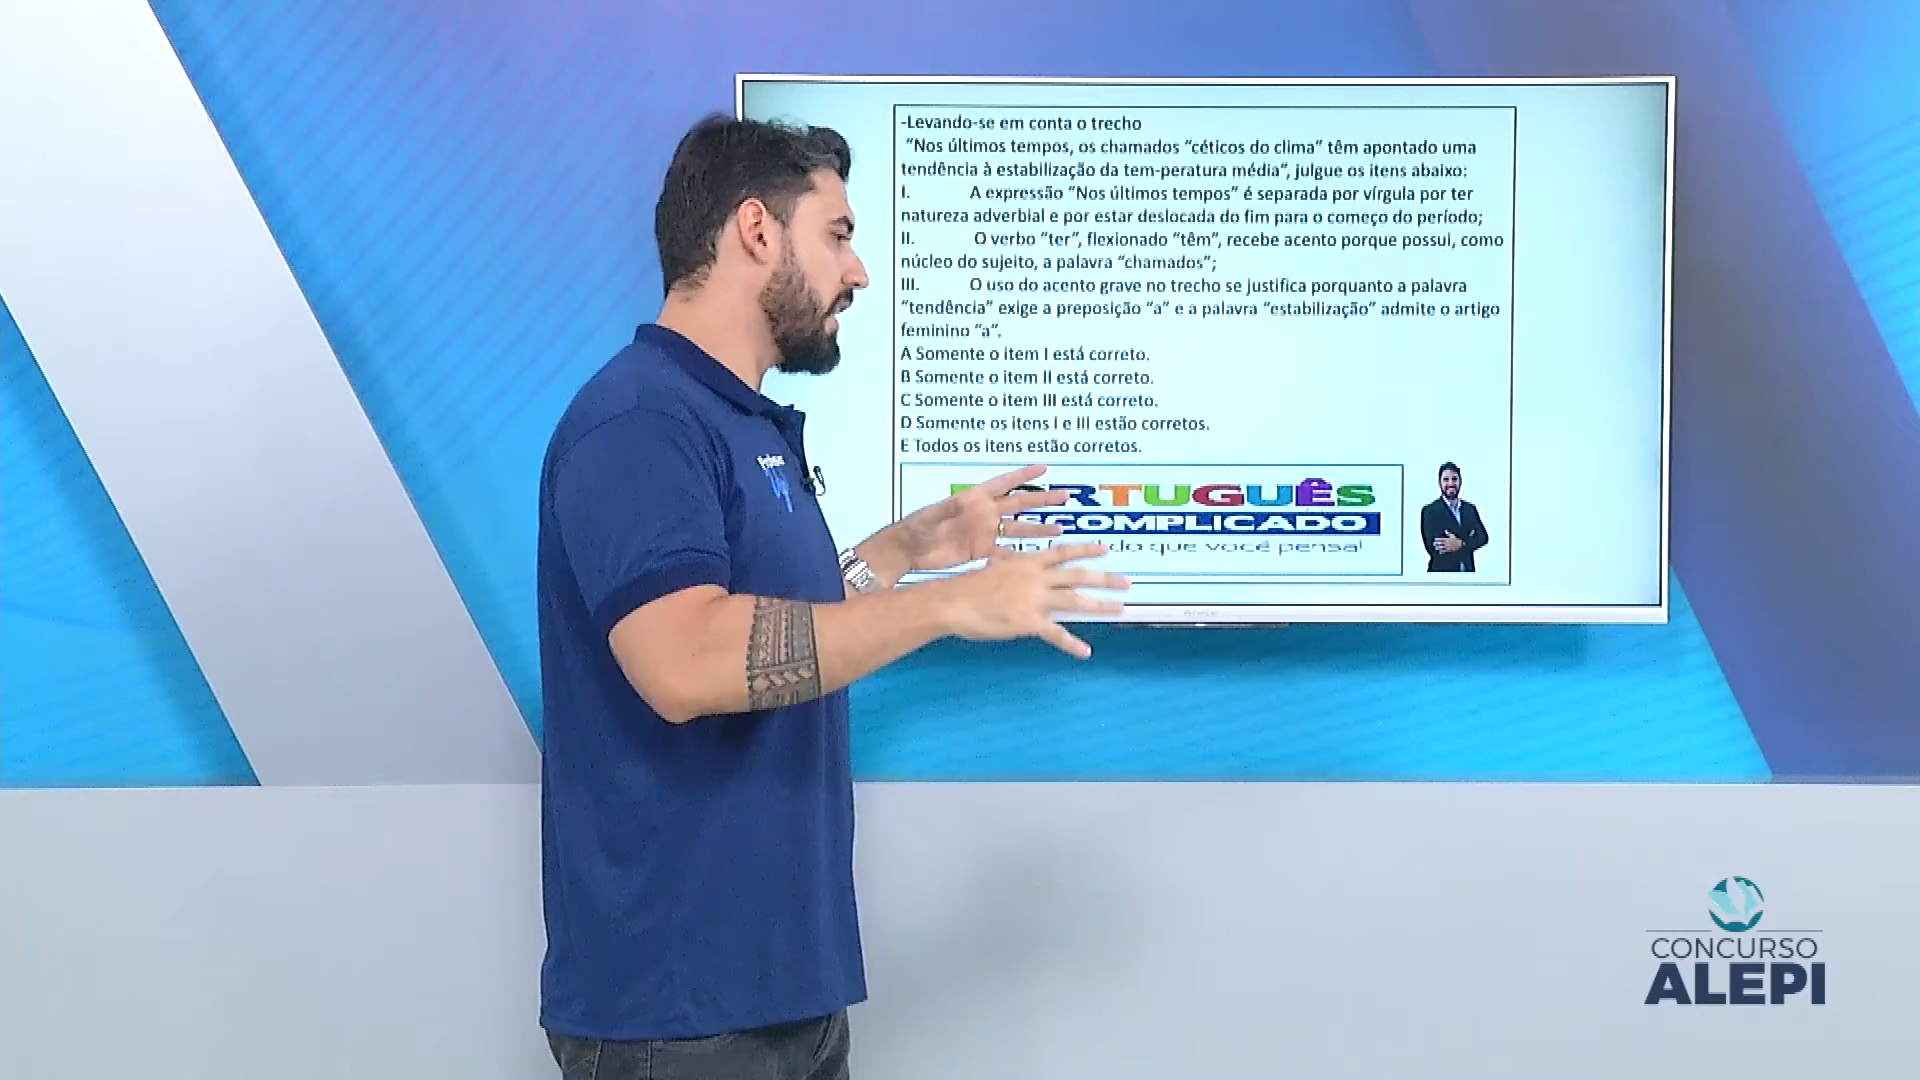 -Levando-se em conta o trecho
“Nos últimos tempos, os chamados “céticos do clima” têm apontado uma
tendência à estabilização da tem-peratura média”, julgue os itens abaixo:
I. A expressão “Nos últimos tempos” é separada por vírgula por ter
natureza adverbial e por estar deslocada do fim para o começo do período;
II. O verbo “ter”, flexionado “têm”, recebe acento porque possui, como
núcleo do sujeito, a palavra “chamados”;
III. O uso do acento grave no trecho se justifica porquanto a palavra
“tendência” exige a preposição “a” e a palavra “estabilização” admite o artigo
feminino “a”.
A Somente o item I está correto.
B Somente o item II está correto.
C Somente o item III está correto.
D Somente os itens I e III estão corretos.
E Todos os itens estão corretos.
PORTUGUÊS
DESCOMPLICADO
do que você pensa!
CONCURSO
ALEPI